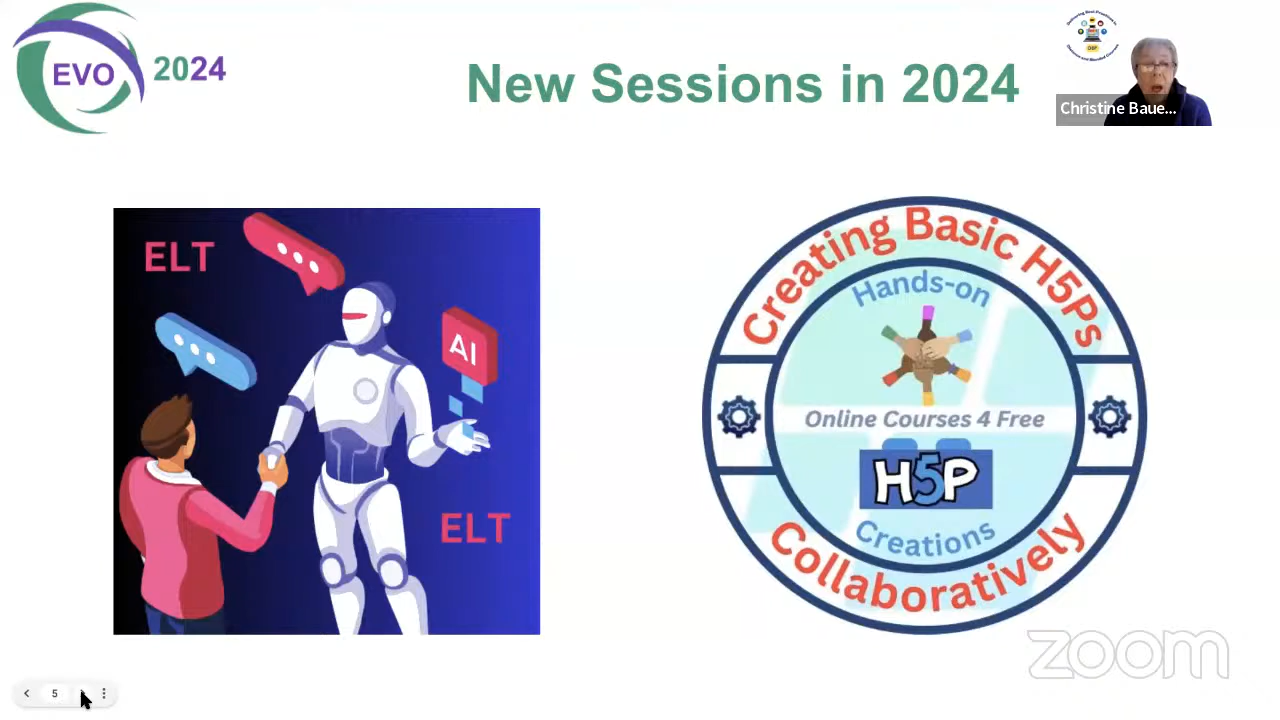 EVO 2024
New Sessions in 2024
Christine Baue...
ELT
AI
ELT
Creating Basic H5Ps
Hands-on
Online Courses 4 Free
H5P
Creations
Collaboratively
zoom
5